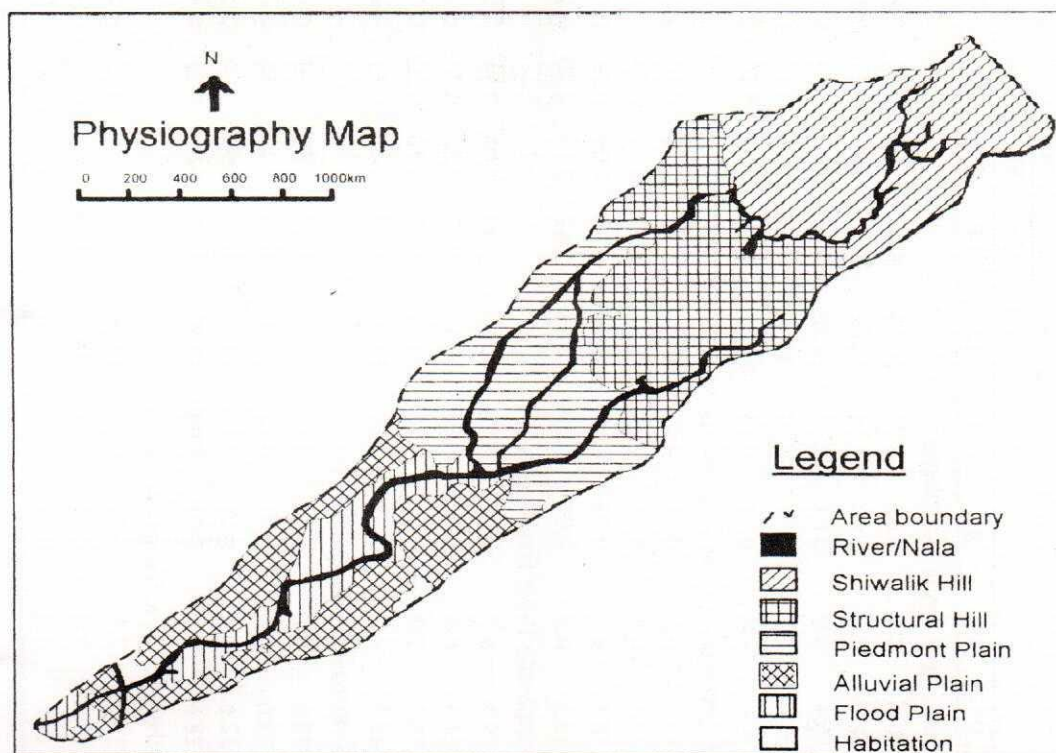 N
Physiography Map
0 200 400 600 800 1000km
Legend
Area boundary
River/Nala
Shiwalik Hill
Structural Hill
Piedmont Plain
Alluvial Plain
Flood Plain
Habitation